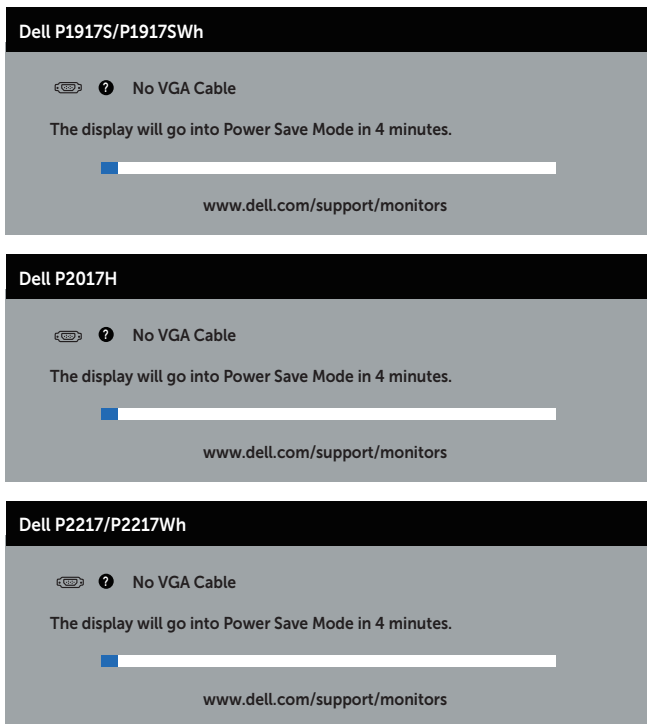 Dell P1917S/P1917SWh
? No VGA Cable
The display will go into Power Save Mode in 4 minutes.
www.dell.com/support/monitors
Dell P2017H
? No VGA Cable
The display will go into Power Save Mode in 4 minutes.
www.dell.com/support/monitors
Dell P2217/P2217Wh
? No VGA Cable
The display will go into Power Save Mode in 4 minutes.
www.dell.com/support/monitors